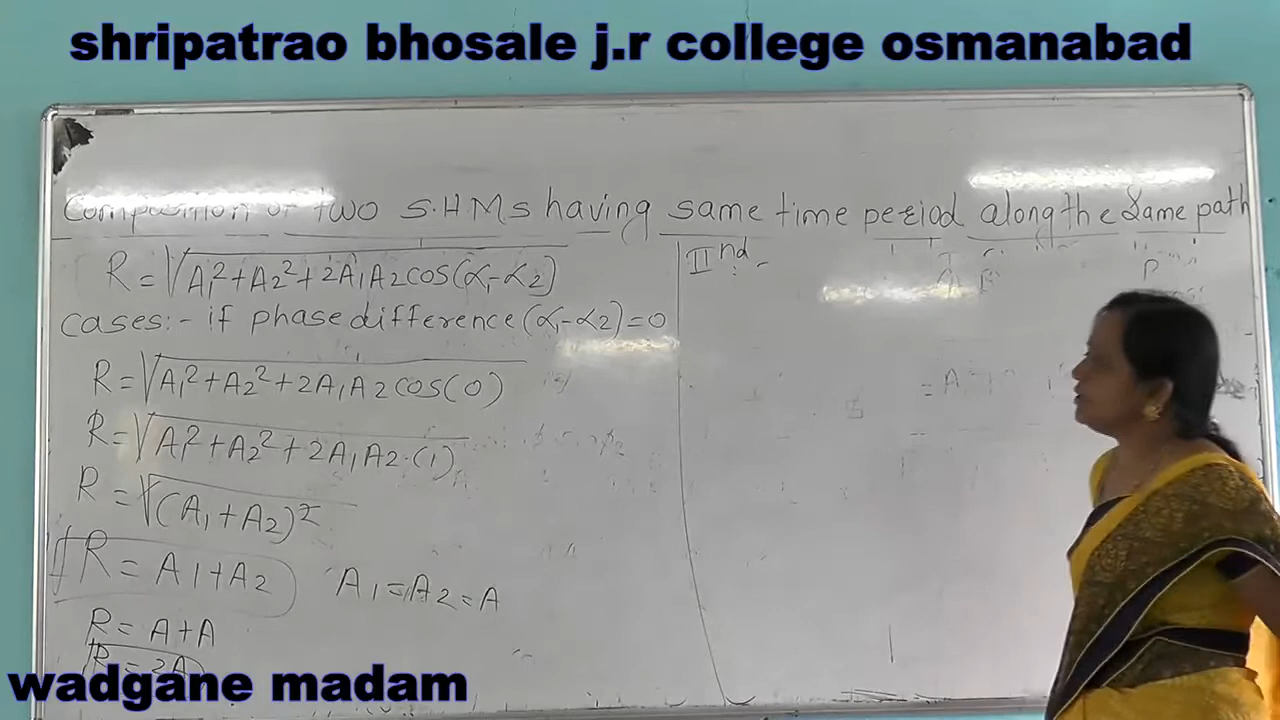 shripatrao bhosale j.r college osmanabad
Composition of two S.H.Ms having same time period along the same path
R = √A₁² + A₂² + 2A₁A₂ cos(α₁-α₂)
cases:- if phase difference (α₁-α₂) = 0
R = √A₁² + A₂² + 2A₁A₂ cos(0)
R = √A₁² + A₂² + 2A₁A₂·(1)
R = √(A₁ + A₂)²
R = A₁ + A₂
A₁ = A₂ = A
R = A + A
R = 2A
IInd -
wadgane madam